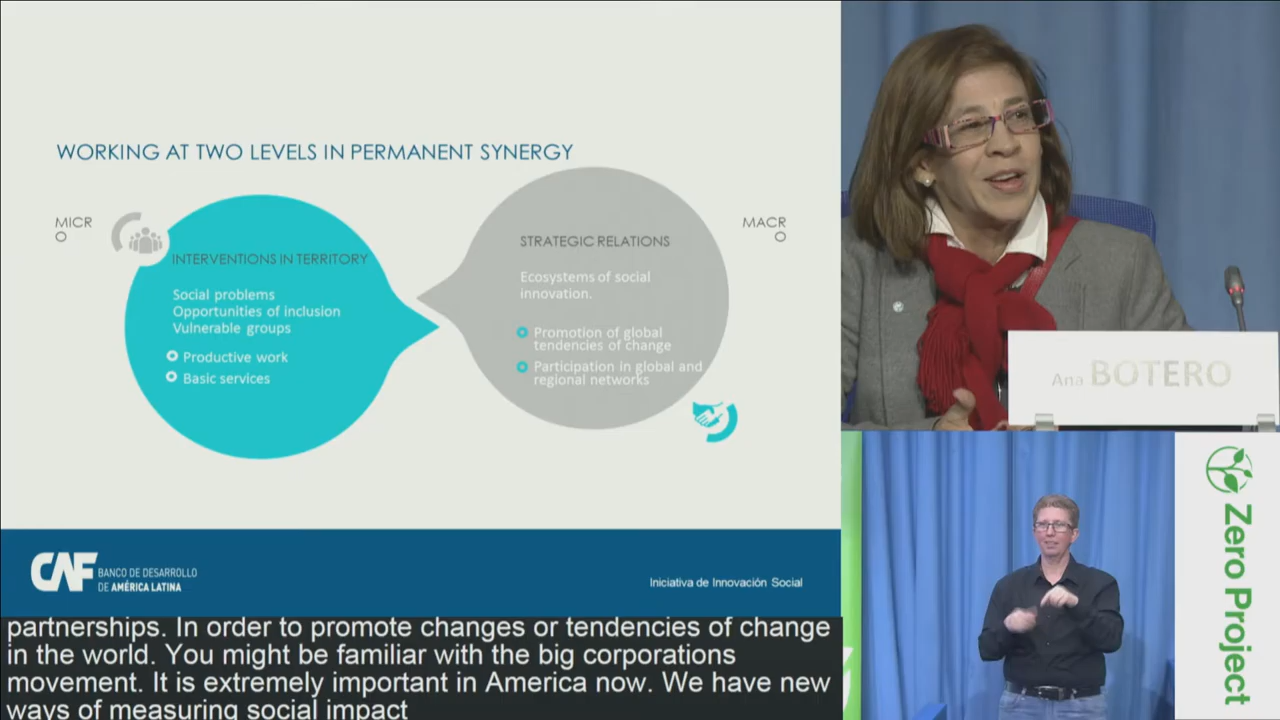 WORKING AT TWO LEVELS IN PERMANENT SYNERGY
MICR
O
INTERVENTIONS IN TERRITORY
Social problems
Opportunities of inclusion
Vulnerable groups
Productive work
Basic services
MACR
O
STRATEGIC RELATIONS
Ecosystems of social
innovation.
Promotion of global
tendencies of change
Participation in global and
regional networks
CAF
BANCO DE DESARROLLO
DE AMÉRICA LATINA
Iniciativa de Innovación Social
partnerships. In order to promote changes or tendencies of change
in the world. You might be familiar with the big corporations
movement. It is extremely important in America now. We have new
ways of measuring social impact
Ana BOTERO
Zero Project